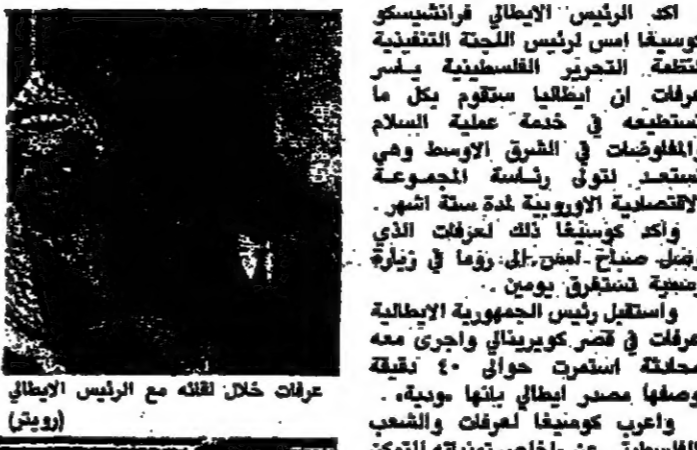 اكد الرئيس الايطالي فرانشيسكو
كوسيغا امس لرئيس اللجنة التنفيذية
لمنظمة التحرير الفلسطينية ياسر
عرفات ان ايطاليا ستقوم بكل ما
تستطيعه في خدمة عملية السلام
والمفاوضات في الشرق الاوسط وهي
تستعد لتولي رئاسة المجموعة
الاقتصادية الاوروبية لمدة ستة اشهر .
واكد كوسيغا ذلك لعرفات الذي
وصل صباح امس الى روما في زيارة
تستغرق يومين .
واستقبل رئيس الجمهورية الايطالية
عرفات في قصر كويرينالي واجرى معه
محادثة استمرت حوالي ٤٠ دقيقة
وصفها مصدر ايطالي بانها «ودية» .
واعرب كوسيغا لعرفات والشعب
الفلسطيني عن
عرفات خلال لقائه مع الرئيس الايطالي
(رويتر)